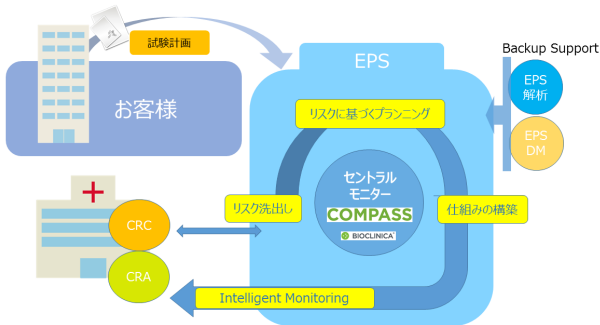 試験計画
EPS
Backup Support
お客様
EPS
解析
リスクに基づくプランニング
EPS
DM
セントラル
モニター
COMPASS
BIOCLINICA
リスク洗出し
仕組みの構築
CRC
CRA
Intelligent Monitoring